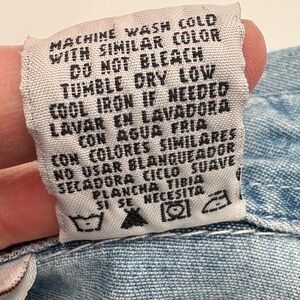 MACHINE WASH COLD
WITH SIMILAR COLOR
DO NOT BLEACH
TUMBLE DRY LOW
COOL IRON IF NEEDED
LAVAR EN LAVADORA
CON AGUA FRIA
CON COLORES SIMILARES
NO USAR BLANQUEADOR
SECADORA CICLO SUAVE
PLANCHA TIBIA
SI SE NECESITA